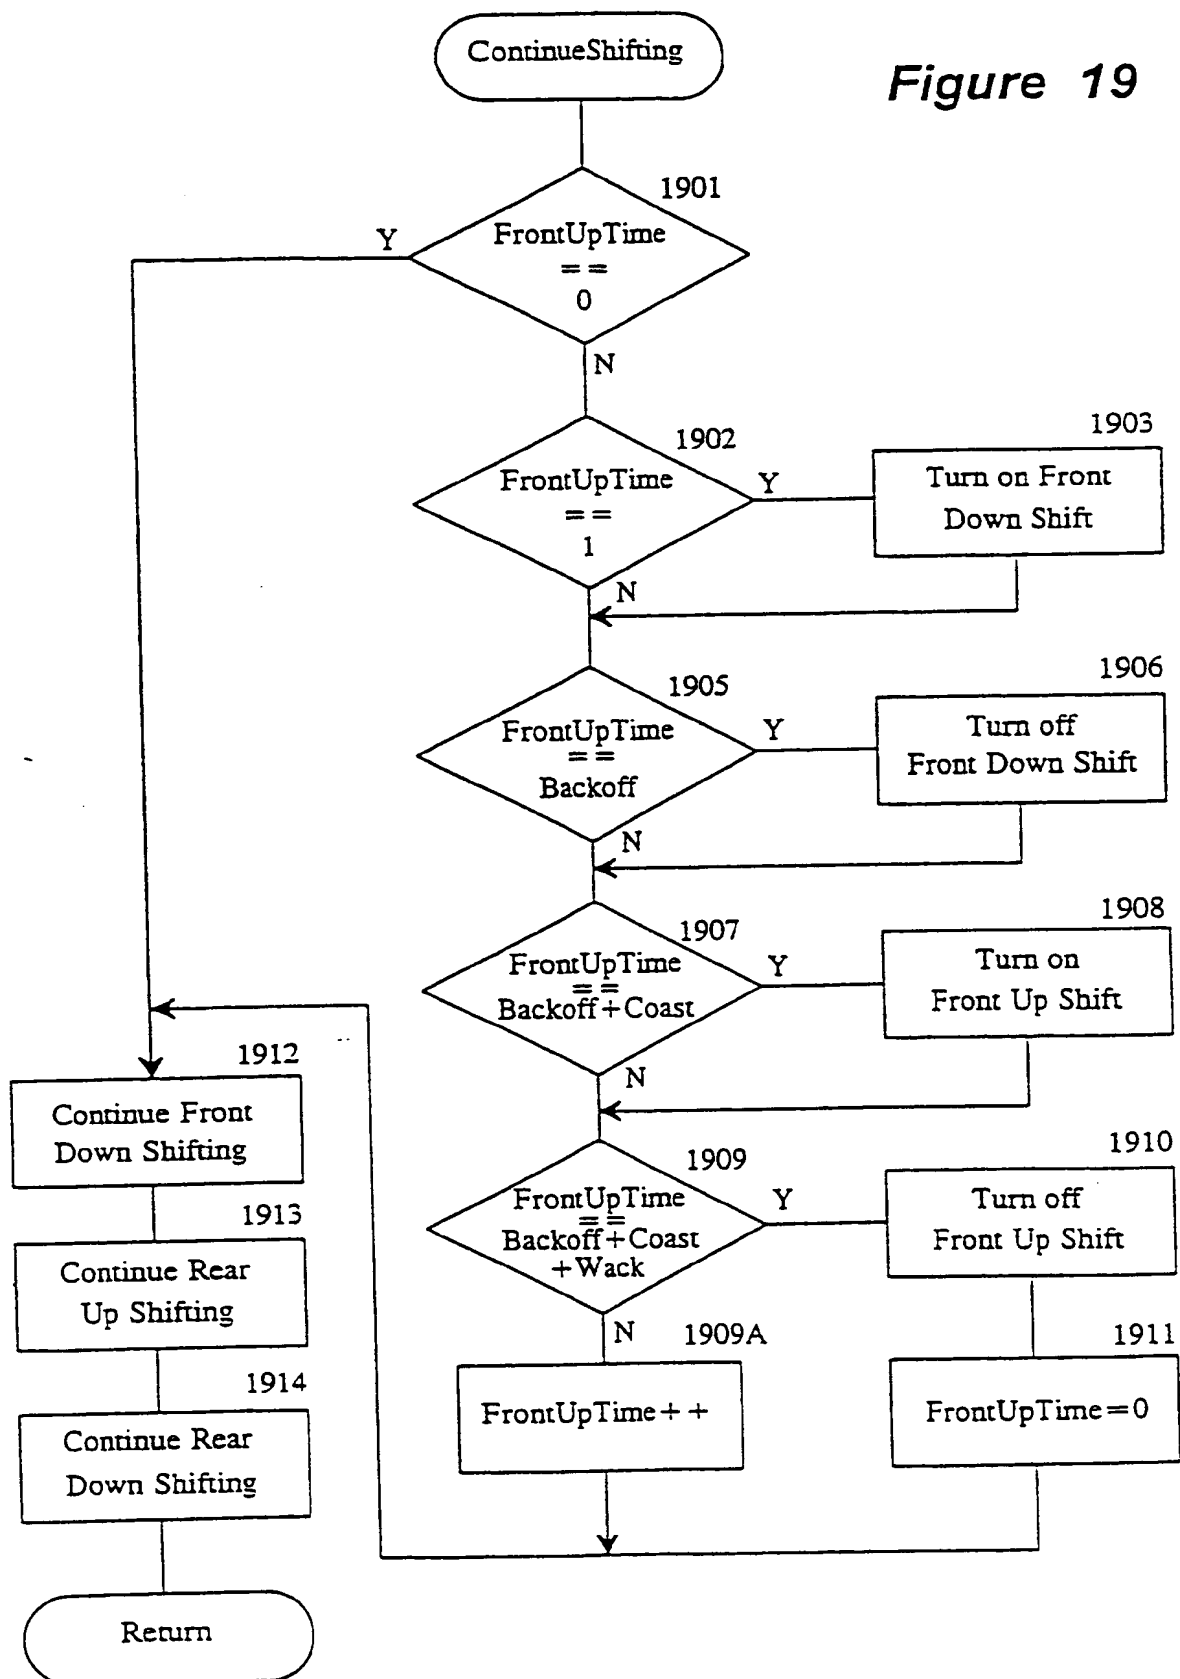 ContinueShifting
Figure 19
1901
Y
FrontUpTime
==
0
N
1902
FrontUpTime
==
1
Y
1903
Turn on Front
Down Shift
N
1905
FrontUpTime
==
Backoff
Y
1906
Turn off
Front Down Shift
N
1907
FrontUpTime
==
Backoff+Coast
Y
1908
Turn on
Front Up Shift
N
1909
FrontUpTime
==
Backoff+Coast
+Wack
Y
1910
Turn off
Front Up Shift
N
1909A
FrontUpTime++
1911
FrontUpTime=0
1912
Continue Front
Down Shifting
1913
Continue Rear
Up Shifting
1914
Continue Rear
Down Shifting
Return